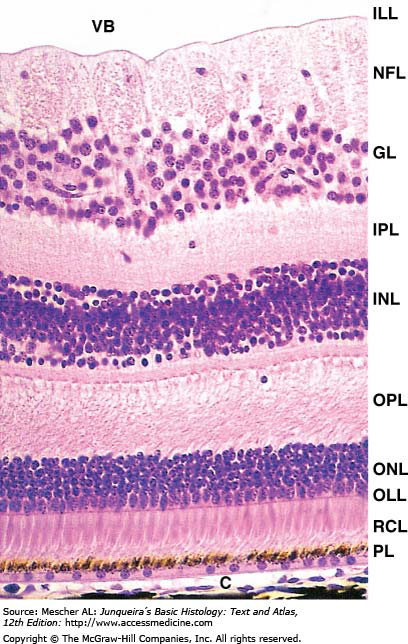 ILL
VB
NFL
GL
IPL
INL
OPL
ONL
OLL
RCL
PL
C
Source: Mescher AL: Junqueira´s Basic Histology: Text and Atlas,
12th Edition: http://www.accessmedicine.com
Copyright © The McGraw-Hill Companies, Inc. All rights reserved.